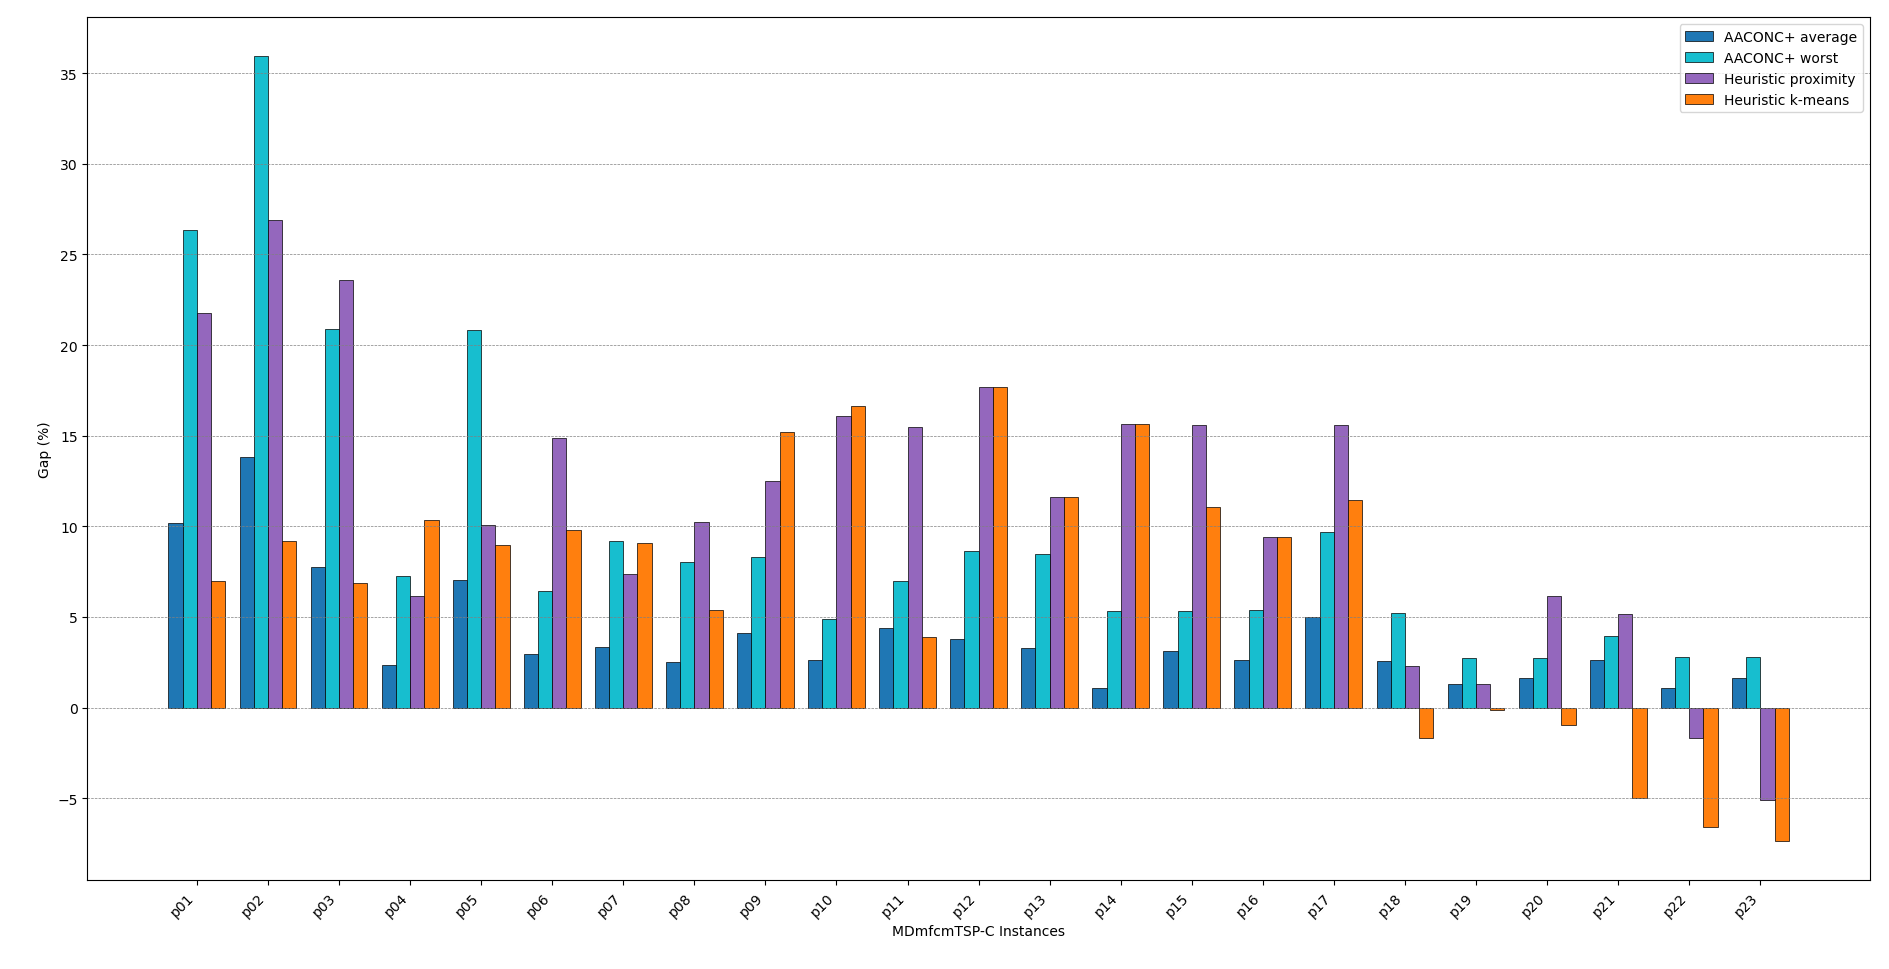 AACONC+ average
AACONC+ worst
Heuristic proximity
Heuristic k-means
35
30
25
20
15
10
5
0
−5
Gap (%)
p01 p02 p03 p04 p05 p06 p07 p08 p09 p10 p11 p12 p13 p14 p15 p16 p17 p18 p19 p20 p21 p22 p23
MDmfcmTSP-C Instances